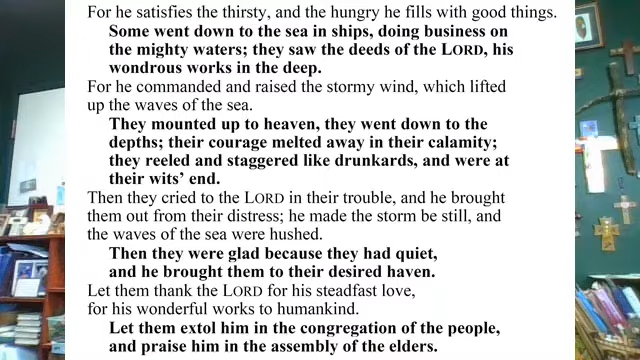 For he satisfies the thirsty, and the hungry he fills with good things.
Some went down to the sea in ships, doing business on
the mighty waters; they saw the deeds of the LORD, his
wondrous works in the deep.
For he commanded and raised the stormy wind, which lifted
up the waves of the sea.
They mounted up to heaven, they went down to the
depths; their courage melted away in their calamity;
they reeled and staggered like drunkards, and were at
their wits’ end.
Then they cried to the LORD in their trouble, and he brought
them out from their distress; he made the storm be still, and
the waves of the sea were hushed.
Then they were glad because they had quiet,
and he brought them to their desired haven.
Let them thank the LORD for his steadfast love,
for his wonderful works to humankind.
Let them extol him in the congregation of the people,
and praise him in the assembly of the elders.